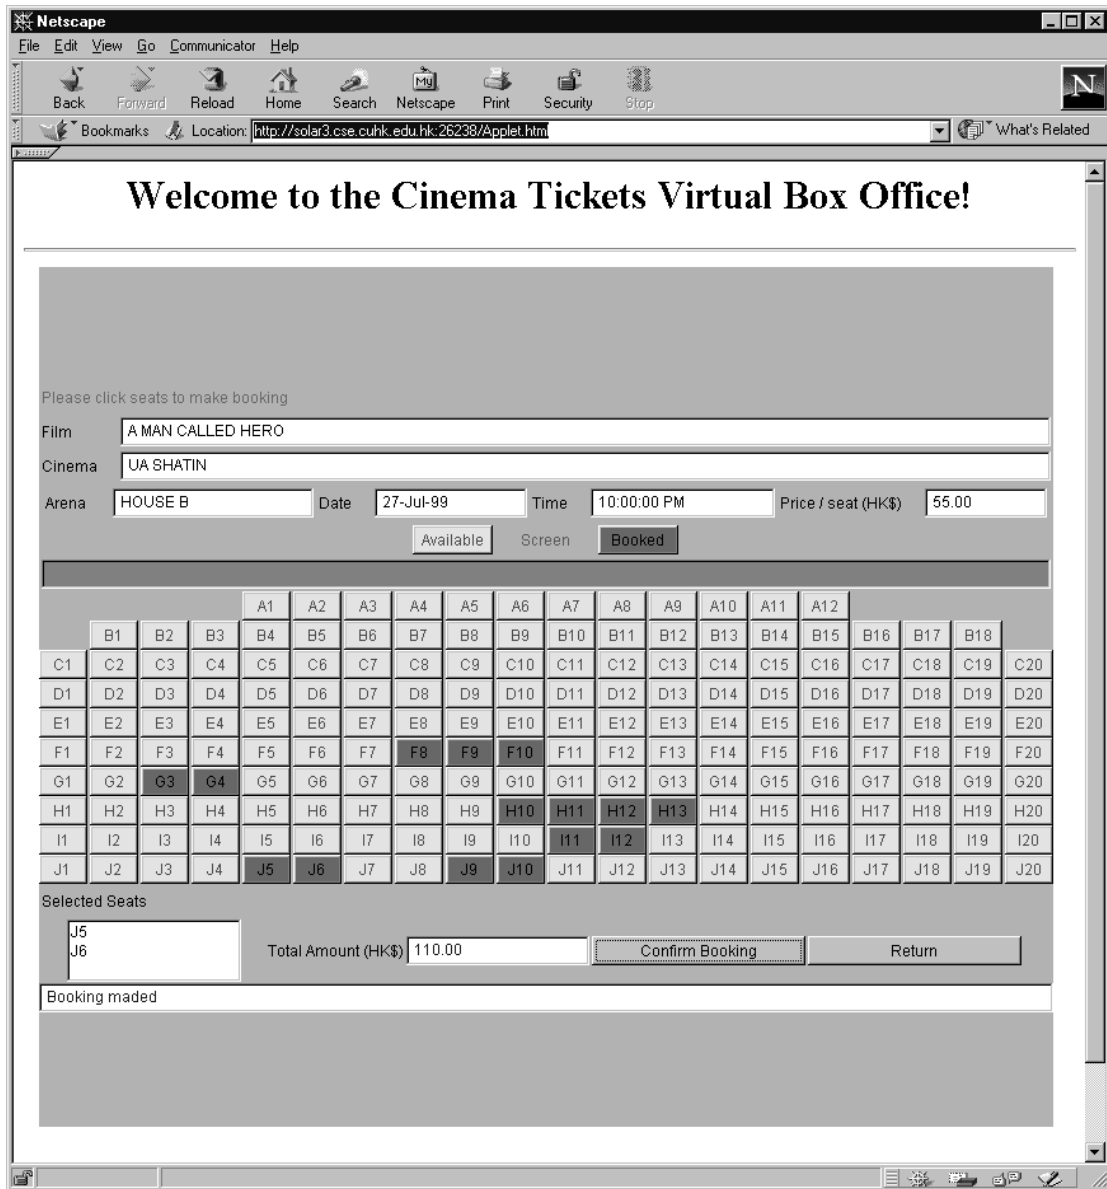 Netscape
File Edit View Go Communicator Help
My
N
Back Forward Reload Home Search Netscape Print Security Stop
Bookmarks Location: http://solar3.cse.cuhk.edu.hk:26238/Applet.html What's Related
Welcome to the Cinema Tickets Virtual Box Office!
Please click seats to make booking
Film A MAN CALLED HERO
Cinema UA SHATIN
Arena HOUSE B Date 27-Jul-99 Time 10:00:00 PM Price / seat (HK$) 55.00
Available Screen Booked
A1 A2 A3 A4 A5 A6 A7 A8 A9 A10 A11 A12
B1 B2 B3 B4 B5 B6 B7 B8 B9 B10 B11 B12 B13 B14 B15 B16 B17 B18
C1 C2 C3 C4 C5 C6 C7 C8 C9 C10 C11 C12 C13 C14 C15 C16 C17 C18 C19 C20
D1 D2 D3 D4 D5 D6 D7 D8 D9 D10 D11 D12 D13 D14 D15 D16 D17 D18 D19 D20
E1 E2 E3 E4 E5 E6 E7 E8 E9 E10 E11 E12 E13 E14 E15 E16 E17 E18 E19 E20
F1 F2 F3 F4 F5 F6 F7 F8 F9 F10 F11 F12 F13 F14 F15 F16 F17 F18 F19 F20
G1 G2 G3 G4 G5 G6 G7 G8 G9 G10 G11 G12 G13 G14 G15 G16 G17 G18 G19 G20
H1 H2 H3 H4 H5 H6 H7 H8 H9 H10 H11 H12 H13 H14 H15 H16 H17 H18 H19 H20
I1 I2 I3 I4 I5 I6 I7 I8 I9 I10 I11 I12 I13 I14 I15 I16 I17 I18 I19 I20
J1 J2 J3 J4 J5 J6 J7 J8 J9 J10 J11 J12 J13 J14 J15 J16 J17 J18 J19 J20
Selected Seats
J5
J6 Total Amount (HK$) 110.00 Confirm Booking Return
Booking maded